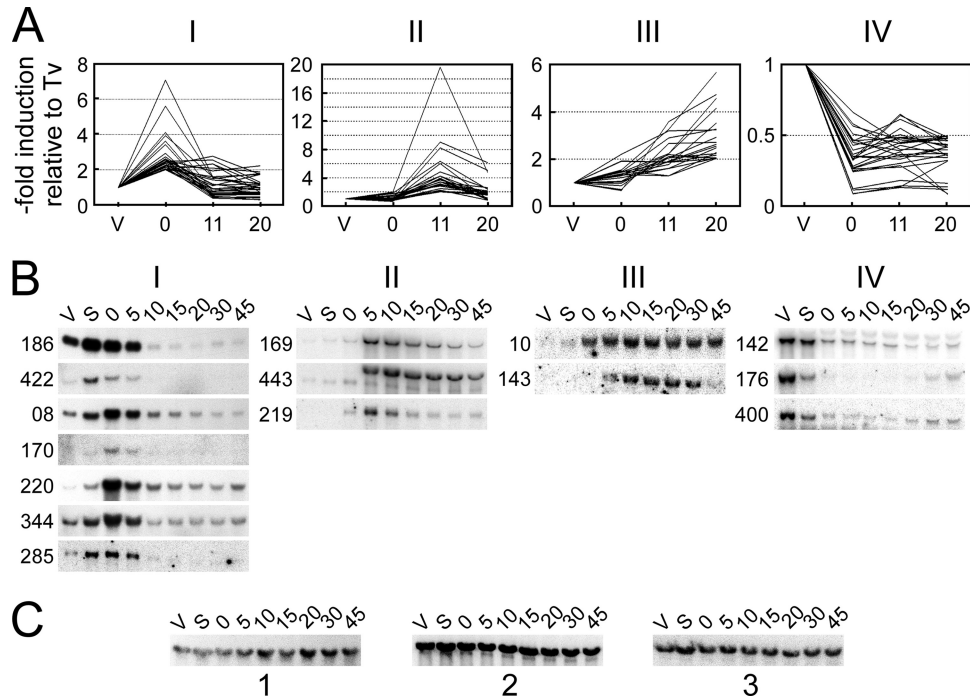 A
I II III IV
-fold induction
relative to Tv
8 6 4 2 0
20 16 12 8 4 0
6 4 2 0
1 0.5 0
V 0 11 20 V 0 11 20 V 0 11 20 V 0 11 20
B
I II III IV
V S 0 5 10 15 20 30 45
186
422
08
170
220
344
285
V S 0 5 10 15 20 30 45
169
443
219
V S 0 5 10 15 20 30 45
10
143
V S 0 5 10 15 20 30 45
142
176
400
C
V S 0 5 10 15 20 30 45 V S 0 5 10 15 20 30 45 V S 0 5 10 15 20 30 45
1 2 3